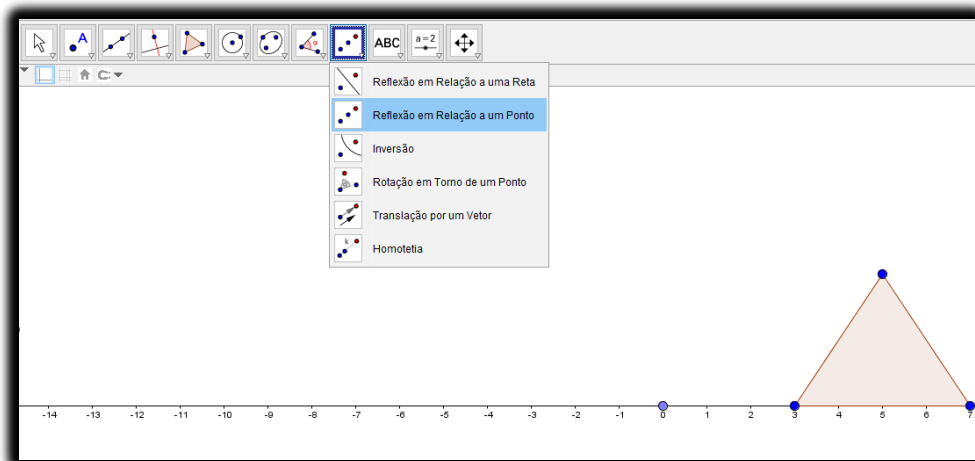 A α ABC a=2
Reflexão em Relação a uma Reta
Reflexão em Relação a um Ponto
Inversão
Rotação em Torno de um Ponto
Translação por um Vetor
k
Homotetia
-14 -13 -12 -11 -10 -9 -8 -7 -6 -5 -4 -3 -2 -1 0 1 2 3 4 5 6 7